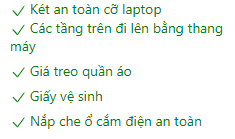 Két an toàn cỡ laptop
Các tầng trên đi lên bằng thang
máy
Giá treo quần áo
Giấy vệ sinh
Nắp che ổ cắm điện an toàn